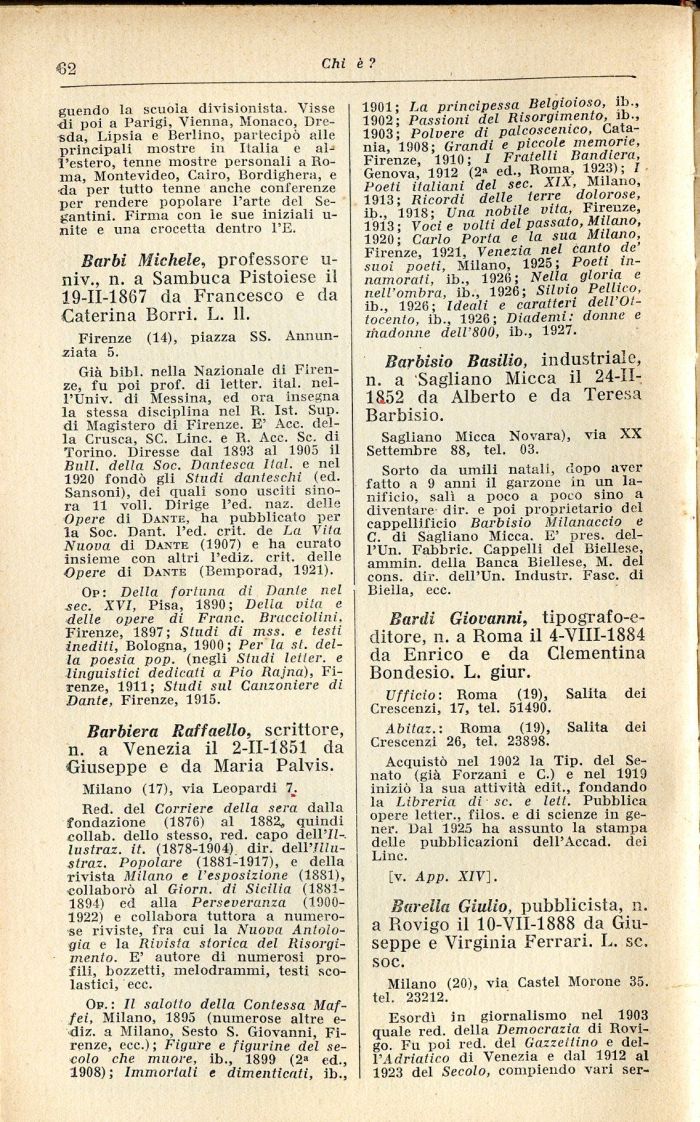 62
Chi è ?
guendo la scuola divisionista. Visse
di poi a Parigi, Vienna, Monaco, Dre-
sda, Lipsia e Berlino, partecipò alle
principali mostre in Italia e al-
l'estero, tenne mostre personali a Ro-
ma, Montevideo, Cairo, Bordighera, e
da per tutto tenne anche conferenze
per rendere popolare l'arte del Se-
gantini. Firma con le sue iniziali u-
nite e una crocetta dentro l'E.
Barbi Michele, professore u-
niv., n. a Sambuca Pistoiese il
19-II-1867 da Francesco e da
Caterina Borri. L. ll.
Firenze (14), piazza SS. Annun-
ziata 5.
Già bibl. nella Nazionale di Firen-
ze, fu poi prof. di letter. ital. nel-
l'Univ. di Messina, ed ora insegna
la stessa disciplina nel R. Ist. Sup.
di Magistero di Firenze. E' Acc. del-
la Crusca, SC. Linc. e R. Acc. Sc. di
Torino. Diresse dal 1893 al 1905 il
Bull. della Soc. Dantesca Ital. e nel
1920 fondò gli Studi danteschi (ed.
Sansoni), dei quali sono usciti sino-
ra 11 voll. Dirige l'ed. naz. delle
Opere di DANTE, ha pubblicato per
la Soc. Dant. l'ed. crit. de La Vita
Nuova di DANTE (1907) e ha curato
insieme con altri l'ediz. crit. delle
Opere di DANTE (Bemporad, 1921).
OP: Della fortuna di Dante nel
sec. XVI, Pisa, 1890; Della vita e
delle opere di Franc. Bracciolini,
Firenze, 1897; Studi di mss. e testi
inediti, Bologna, 1900; Per la st. del-
la poesia pop. (negli Studi letter. e
linguistici dedicati a Pio Rajna), Fi-
renze, 1911; Studi sul Canzoniere di
Dante, Firenze, 1915.
Barbiera Raffaello, scrittore,
n. a Venezia il 2-II-1851 da
Giuseppe e da Maria Palvis.
Milano (17), via Leopardi 7.
Red. del Corriere della sera dalla
fondazione (1876) al 1882, quindi
collab. dello stesso, red. capo dell'Il-
lustraz. it. (1878-1904) dir. dell'Illu-
straz. Popolare (1881-1917), e della
rivista Milano e l'esposizione (1881),
collaborò al Giorn. di Sicilia (1881-
1894) ed alla Perseveranza (1900-
1922) e collabora tuttora a numero-
se riviste, fra cui la Nuova Antolo-
gia e la Rivista storica del Risorgi-
mento. E' autore di numerosi pro-
fili, bozzetti, melodrammi, testi sco-
lastici, ecc.
OP.: Il salotto della Contessa Maf-
fei, Milano, 1895 (numerose altre e-
diz. a Milano, Sesto S. Giovanni, Fi-
renze, ecc.); Figure e figurine del se-
colo che muore, ib., 1899 (2ª ed.,
1908); Immortali e dimenticati, ib.,
1901; La principessa Belgioioso, ib.,
1902; Passioni del Risorgimento, ib.,
1903; Polvere di palcoscenico, Cata-
nia, 1908; Grandi e piccole memorie,
Firenze, 1910; I Fratelli Bandiera,
Genova, 1912 (2ª ed., Roma, 1923); I
Poeti italiani del sec. XIX, Milano,
1913; Ricordi delle terre dolorose,
ib., 1918; Una nobile vita, Firenze,
1913; Voci e volti del passato, Milano,
1920; Carlo Porta e la sua Milano,
Firenze, 1921, Venezia nel canto de'
suoi poeti, Milano, 1925; Poeti in-
namorati, ib., 1926; Nella gloria e
nell'ombra, ib., 1926; Silvio Pellico,
ib., 1926; Ideali e caratteri dell'Ot-
tocento, ib., 1926; Diademi: donne e
madonne dell'800, ib., 1927.
Barbisio Basilio, industriale,
n. a Sagliano Micca il 24-II-
1852 da Alberto e da Teresa
Barbisio.
Sagliano Micca Novara), via XX
Settembre 88, tel. 03.
Sorto da umili natali, dopo aver
fatto a 9 anni il garzone in un la-
nificio, salì a poco a poco sino a
diventare dir. e poi proprietario del
cappellificio Barbisio Milanaccio e
C. di Sagliano Micca. E' pres. del-
l'Un. Fabbric. Cappelli del Biellese,
ammin. della Banca Biellese, M. del
cons. dir. dell'Un. Industr. Fasc. di
Biella, ecc.
Bardi Giovanni, tipografo-e-
ditore, n. a Roma il 4-VIII-1884
da Enrico e da Clementina
Bondesio. L. giur.
Ufficio: Roma (19), Salita dei
Crescenzi, 17, tel. 51490.
Abitaz.: Roma (19), Salita dei
Crescenzi 26, tel. 23898.
Acquistò nel 1902 la Tip. del Se-
nato (già Forzani e C.) e nel 1919
iniziò la sua attività edit., fondando
la Libreria di sc. e lett. Pubblica
opere letter., filos. e di scienze in ge-
ner. Dal 1925 ha assunto la stampa
delle pubblicazioni dell'Accad. dei
Linc.
[v. App. XIV].
Barella Giulio, pubblicista, n.
a Rovigo il 10-VII-1888 da Giu-
seppe e Virginia Ferrari. L. sc.
soc.
Milano (20), via Castel Morone 35.
tel. 23212.
Esordì in giornalismo nel 1903
quale red. della Democrazia di Rovi-
go. Fu poi red. del Gazzettino e del-
l'Adriatico di Venezia e dal 1912 al
1923 del Secolo, compiendo vari ser-